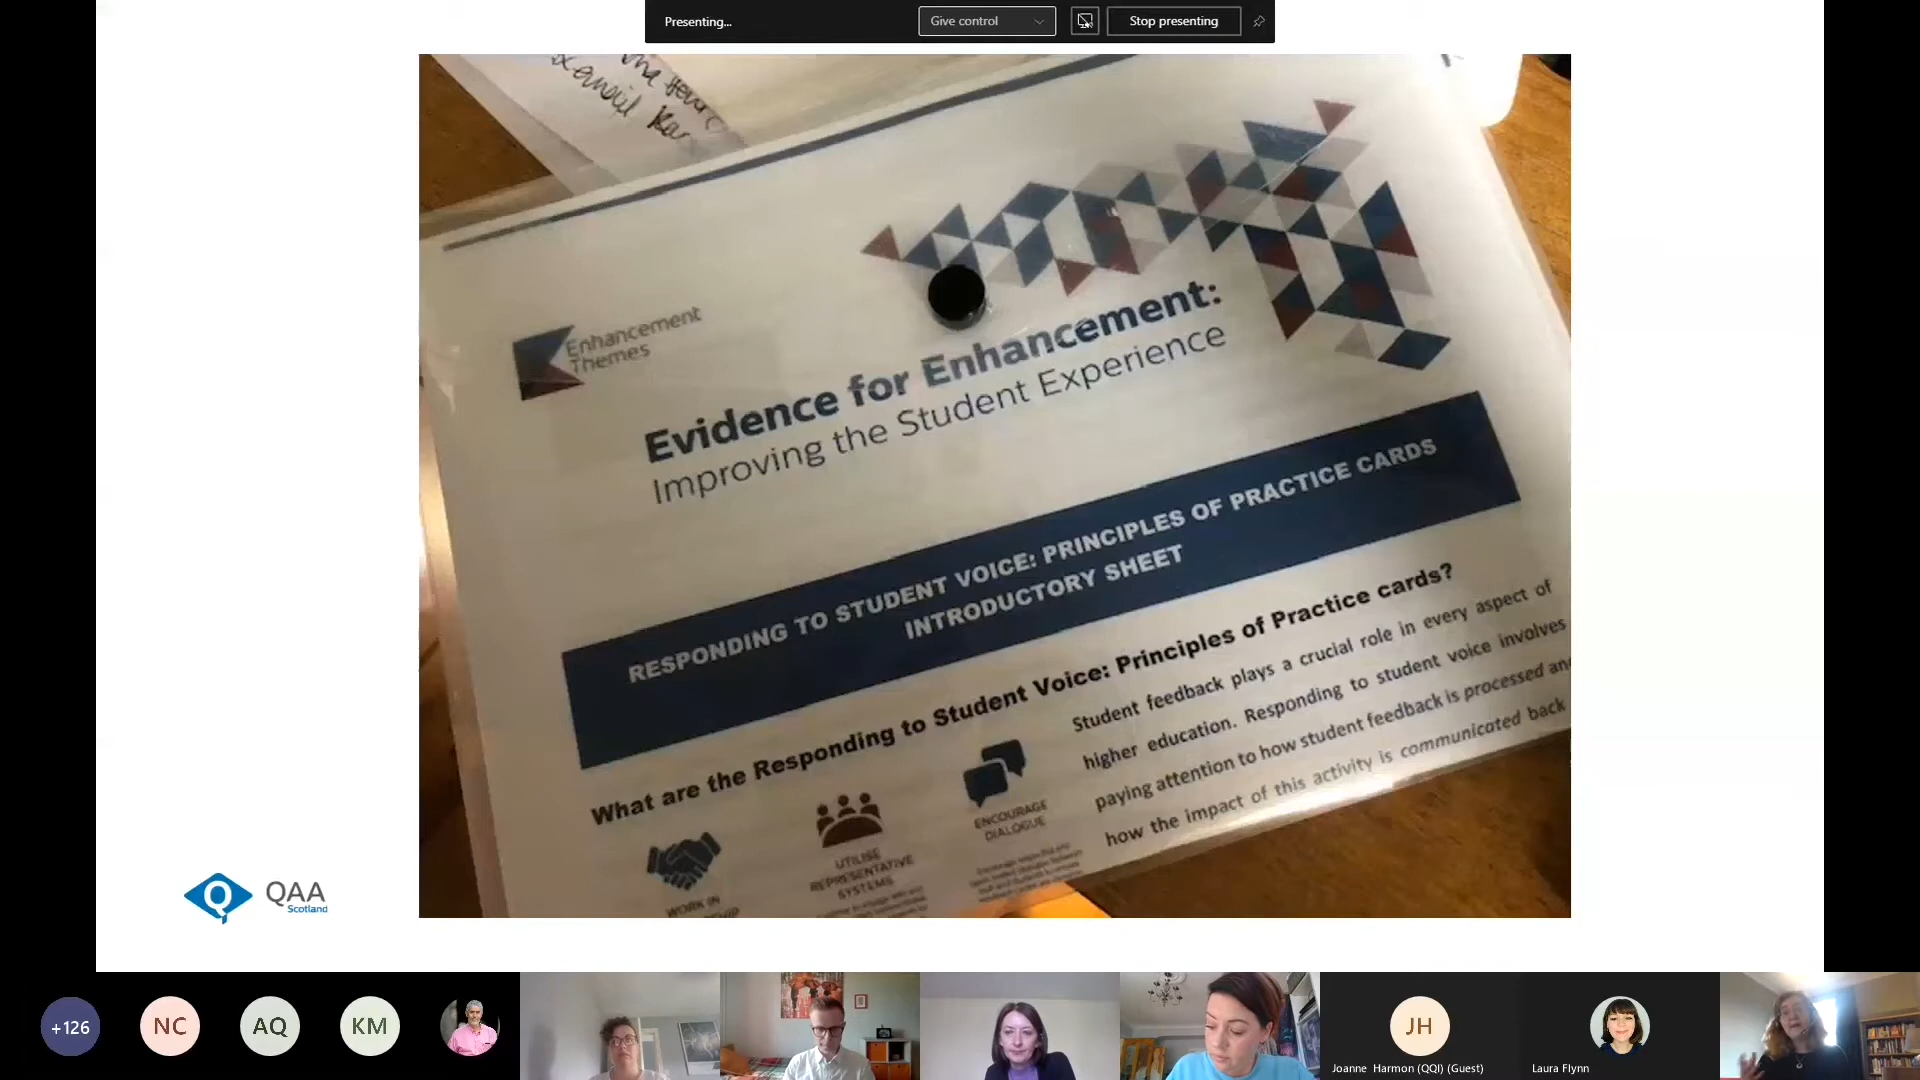 Presenting...
Give control
Stop presenting
Enhancement
Themes
Evidence for Enhancement:
Improving the Student Experience
RESPONDING TO STUDENT VOICE: PRINCIPLES OF PRACTICE CARDS
INTRODUCTORY SHEET
What are the Responding to Student Voice: Principles of Practice cards?
Student feedback plays a crucial role in every aspect of
higher education. Responding to student voice involves
paying attention to how student feedback is processed and
how the impact of this activity is communicated back
ENCOURAGE
DIALOGUE
UTILISE
REPRESENTATIVE
SYSTEMS
WORK IN
QAA
Scotland
+126
NC
AQ
KM
JH
Joanne Harmon (QQI) (Guest)
Laura Flynn